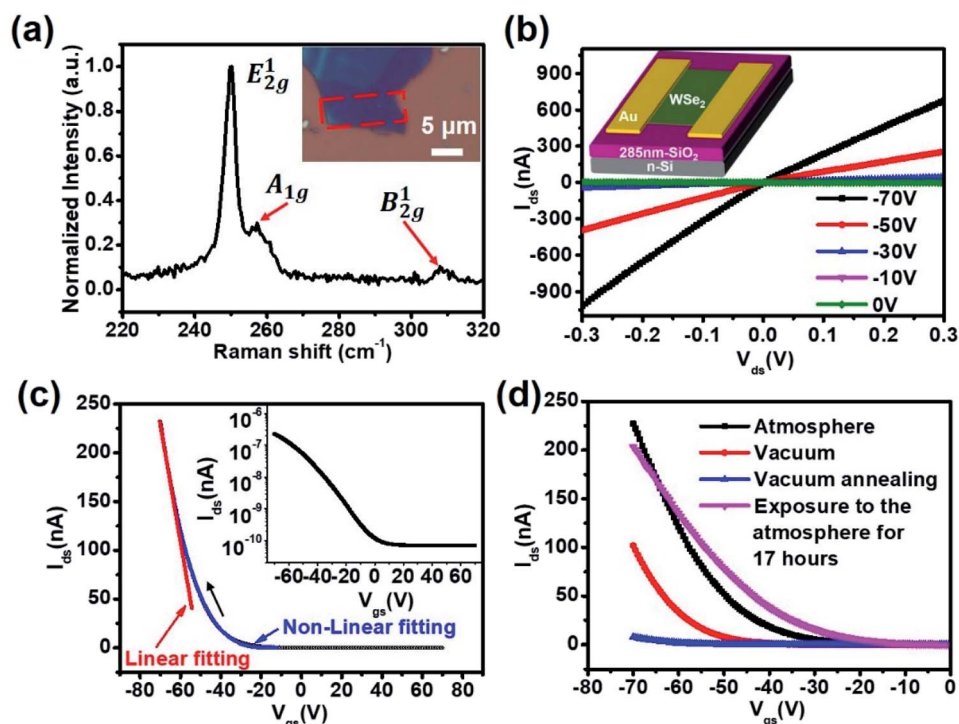 (a)
Normalized Intensity (a.u.)
1.0
0.8
0.6
0.4
0.2
0.0
E¹₂g
A₁g
B¹₂g
5 μm
220 240 260 280 300 320
Raman shift (cm⁻¹)
(b)
I_ds(nA)
900
600
300
0
-300
-600
-900
WSe₂
Au
285nm-SiO₂
n-Si
-70V
-50V
-30V
-10V
0V
-0.3 -0.2 -0.1 0.0 0.1 0.2 0.3
V_ds(V)
(c)
I_ds(nA)
250
200
150
100
50
0
I_ds(nA)
10⁻⁶
10⁻⁷
10⁻⁸
10⁻⁹
10⁻¹⁰
-60 -40 -20 0 20 40 60
V_gs(V)
Non-Linear fitting
Linear fitting
-80 -60 -40 -20 0 20 40 60 80
V_gs(V)
(d)
I_ds(nA)
250
200
150
100
50
0
Atmosphere
Vacuum
Vacuum annealing
Exposure to the
atmosphere for
17 hours
-80 -70 -60 -50 -40 -30 -20 -10 0
V_gs(V)